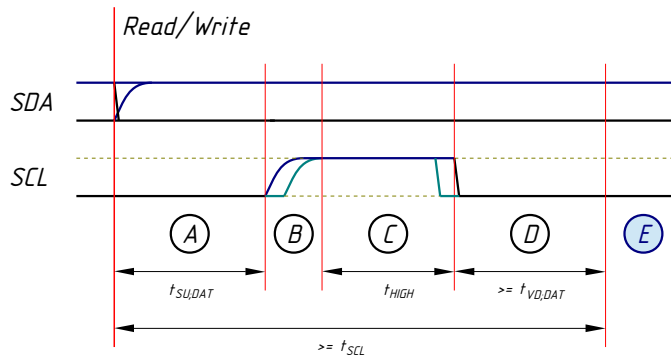 Read/Write
SDA
SCL
A B C D E
tSU,DAT tHIGH >= tVD,DAT
>= tSCL